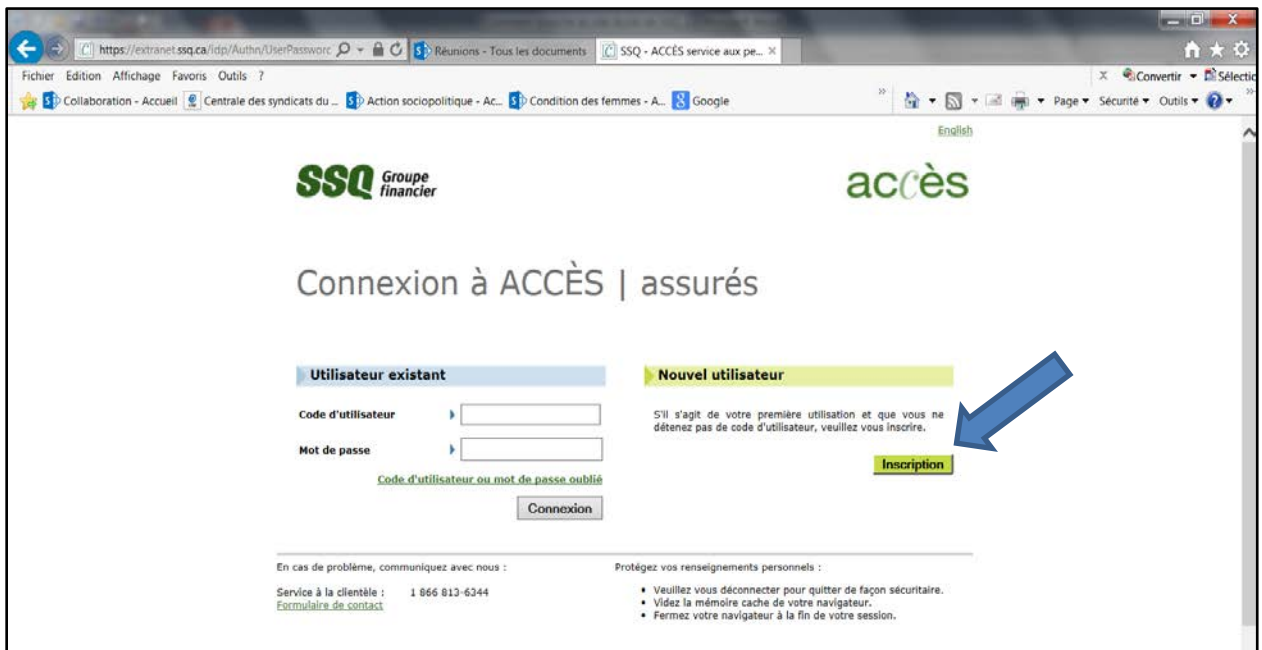 https://extranet.ssq.ca/idp/Authn/UserPassworc
Réunions - Tous les documents
SSQ - ACCÈS service aux pe...
Fichier Edition Affichage Favoris Outils ?
x Convertir Sélectic
Collaboration - Accueil Centrale des syndicats du ... Action sociopolitique - Ac... Condition des femmes - A... Google
Page Sécurité Outils
English
SSQ Groupe
financier
accès
Connexion à ACCÈS | assurés
Utilisateur existant
Code d'utilisateur
Mot de passe
Code d'utilisateur ou mot de passe oublié
Connexion
Nouvel utilisateur
S'il s'agit de votre première utilisation et que vous ne
détenez pas de code d'utilisateur, veuillez vous inscrire.
Inscription
En cas de problème, communiquez avec nous :
Service à la clientèle : 1 866 813-6344
Formulaire de contact
Protégez vos renseignements personnels :
• Veuillez vous déconnecter pour quitter de façon sécuritaire.
• Videz la mémoire cache de votre navigateur.
• Fermez votre navigateur à la fin de votre session.